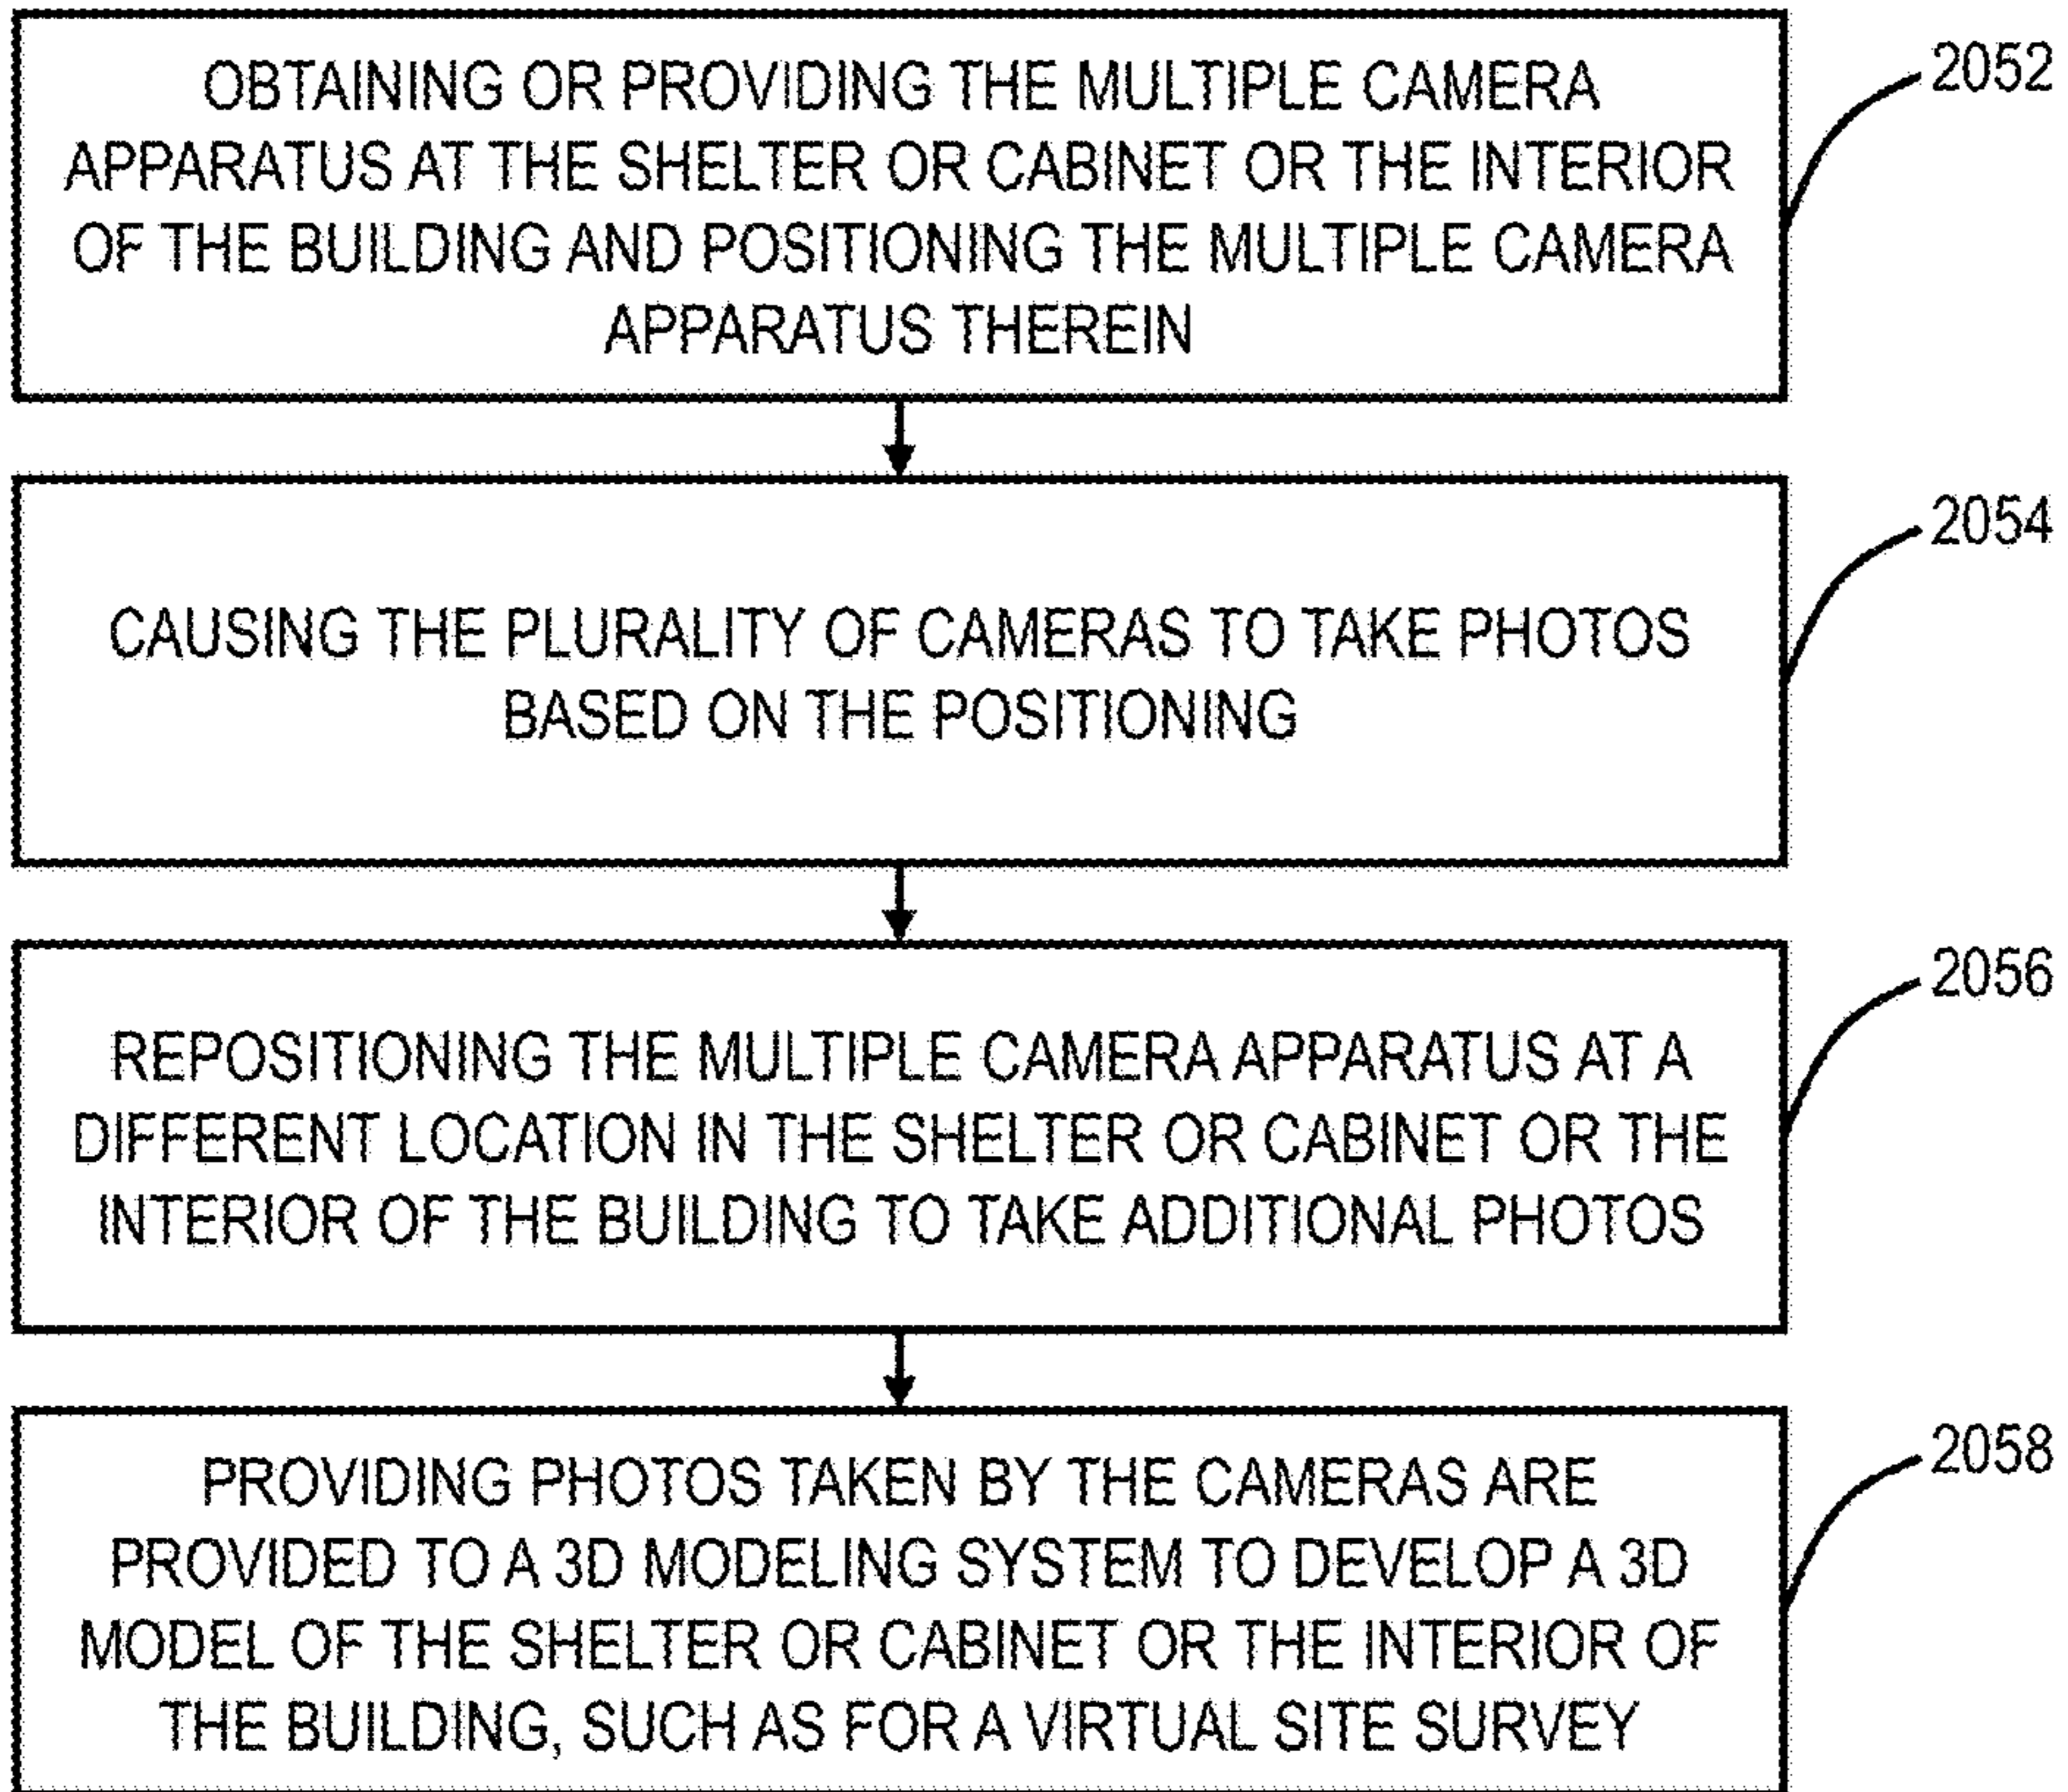 OBTAINING OR PROVIDING THE MULTIPLE CAMERA
APPARATUS AT THE SHELTER OR CABINET OR THE INTERIOR
OF THE BUILDING AND POSITIONING THE MULTIPLE CAMERA
APPARATUS THEREIN
2052
CAUSING THE PLURALITY OF CAMERAS TO TAKE PHOTOS
BASED ON THE POSITIONING
2054
REPOSITIONING THE MULTIPLE CAMERA APPARATUS AT A
DIFFERENT LOCATION IN THE SHELTER OR CABINET OR THE
INTERIOR OF THE BUILDING TO TAKE ADDITIONAL PHOTOS
2056
PROVIDING PHOTOS TAKEN BY THE CAMERAS ARE
PROVIDED TO A 3D MODELING SYSTEM TO DEVELOP A 3D
MODEL OF THE SHELTER OR CABINET OR THE INTERIOR OF
THE BUILDING, SUCH AS FOR A VIRTUAL SITE SURVEY
2058